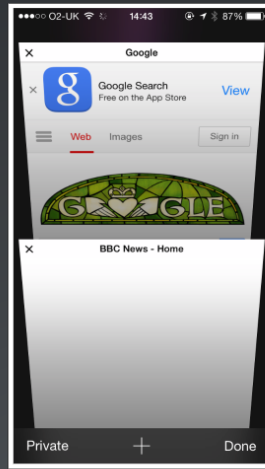 O2-UK 14:43 87%
Google
g
Google Search
Free on the App Store
View
Web Images Sign in
GOOGLE
BBC News - Home
Private Done